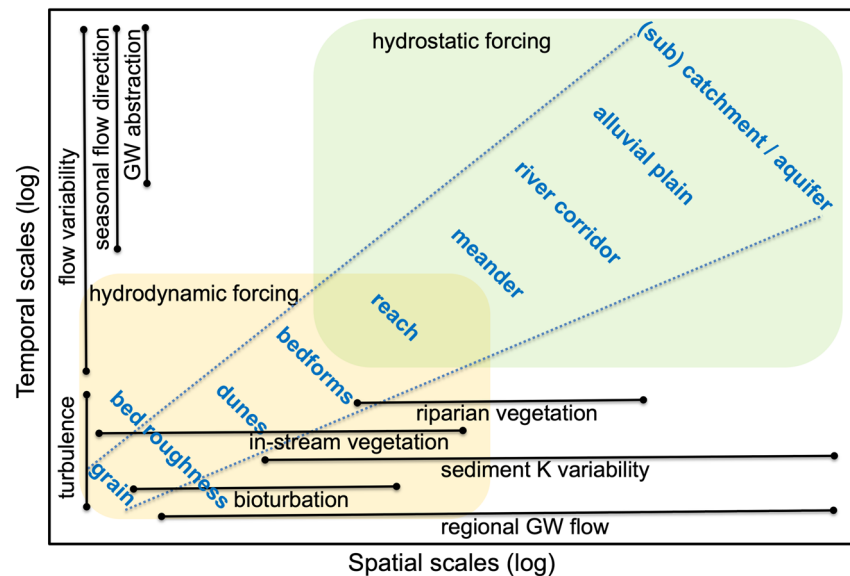 hydrostatic forcing
(sub) catchment / aquifer
alluvial plain
river corridor
meander
reach
hydrodynamic forcing
bedforms
dunes
bed roughness
grain
Temporal scales (log)
flow variability
seasonal flow direction
GW abstraction
turbulence
riparian vegetation
in-stream vegetation
sediment K variability
bioturbation
regional GW flow
Spatial scales (log)